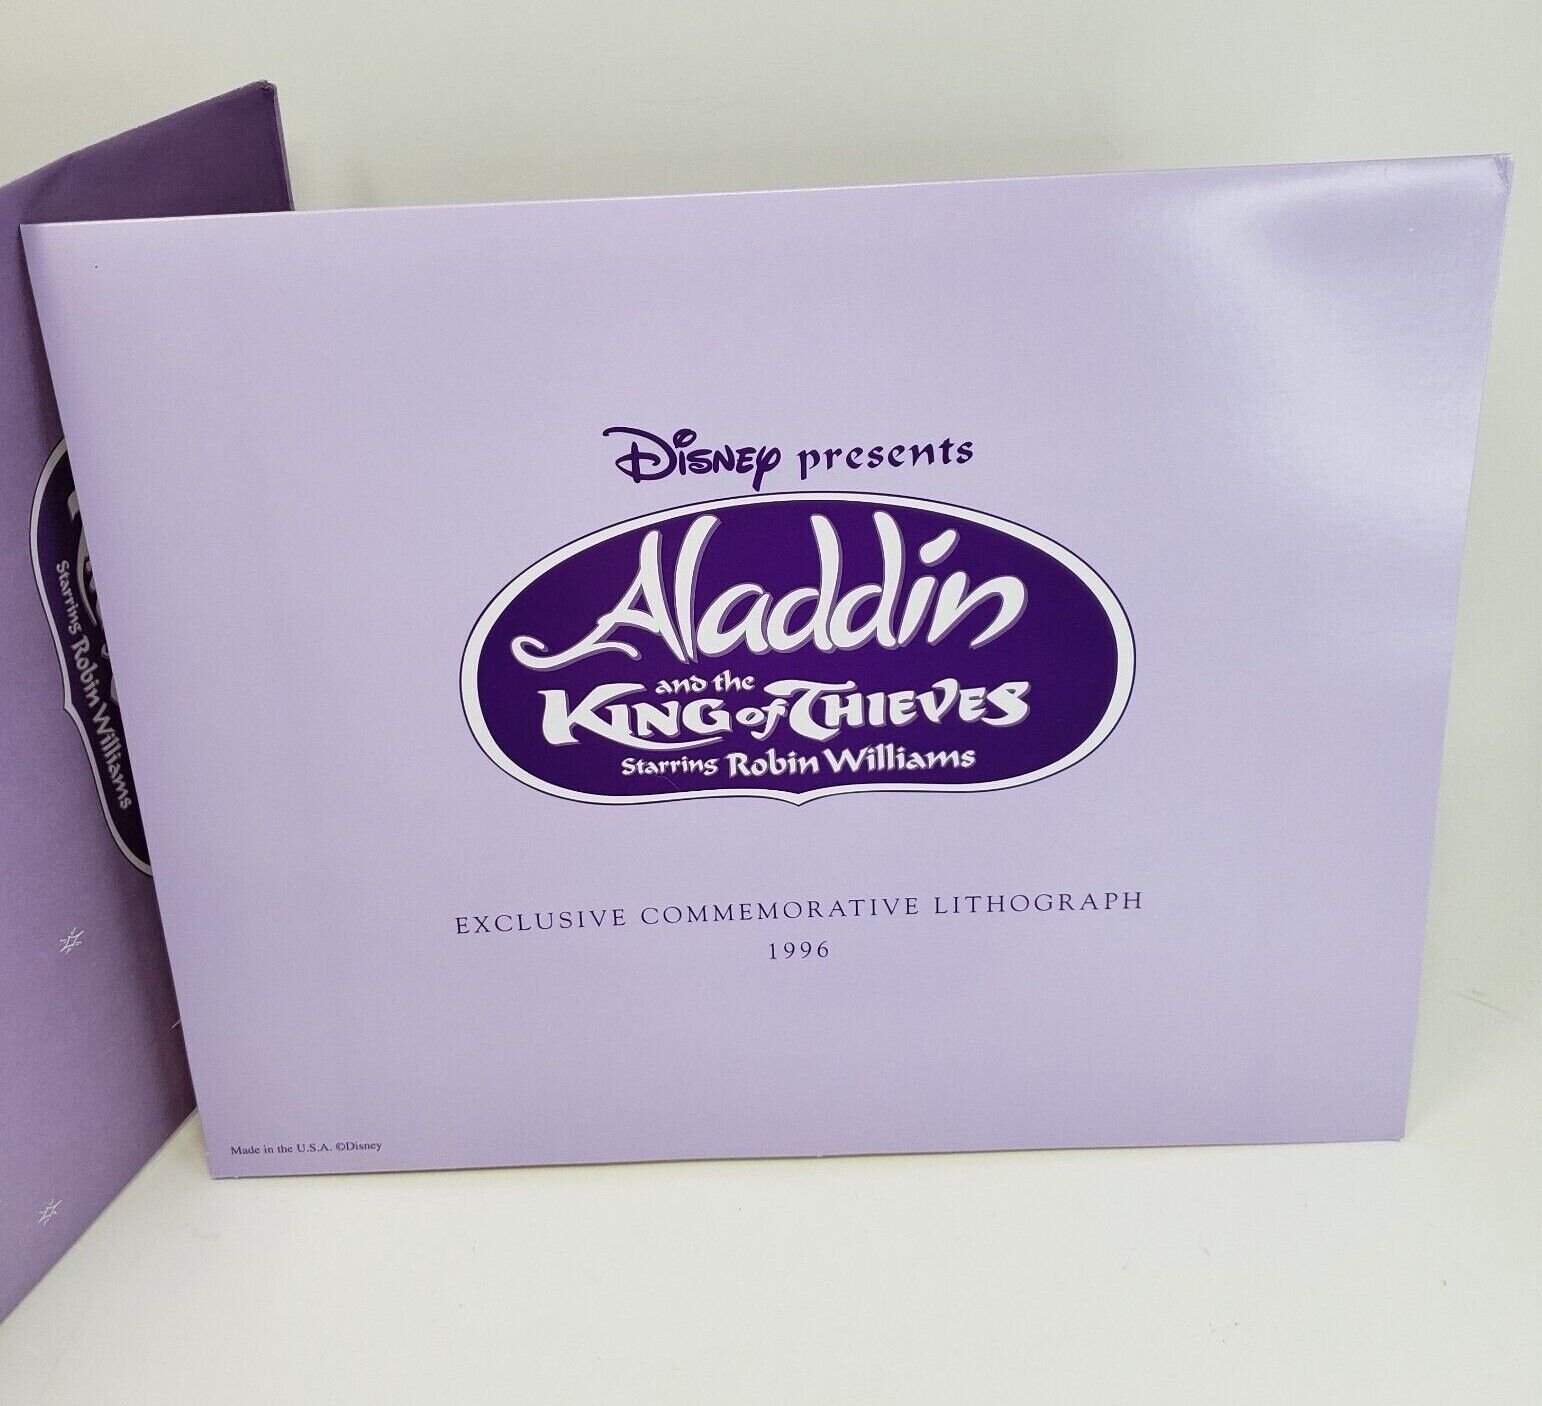 Disney presents
Aladdin
and the
King of Thieves
Starring Robin Williams
EXCLUSIVE COMMEMORATIVE LITHOGRAPH
1996
Made in the U.S.A. ©Disney
Starring Robin Williams